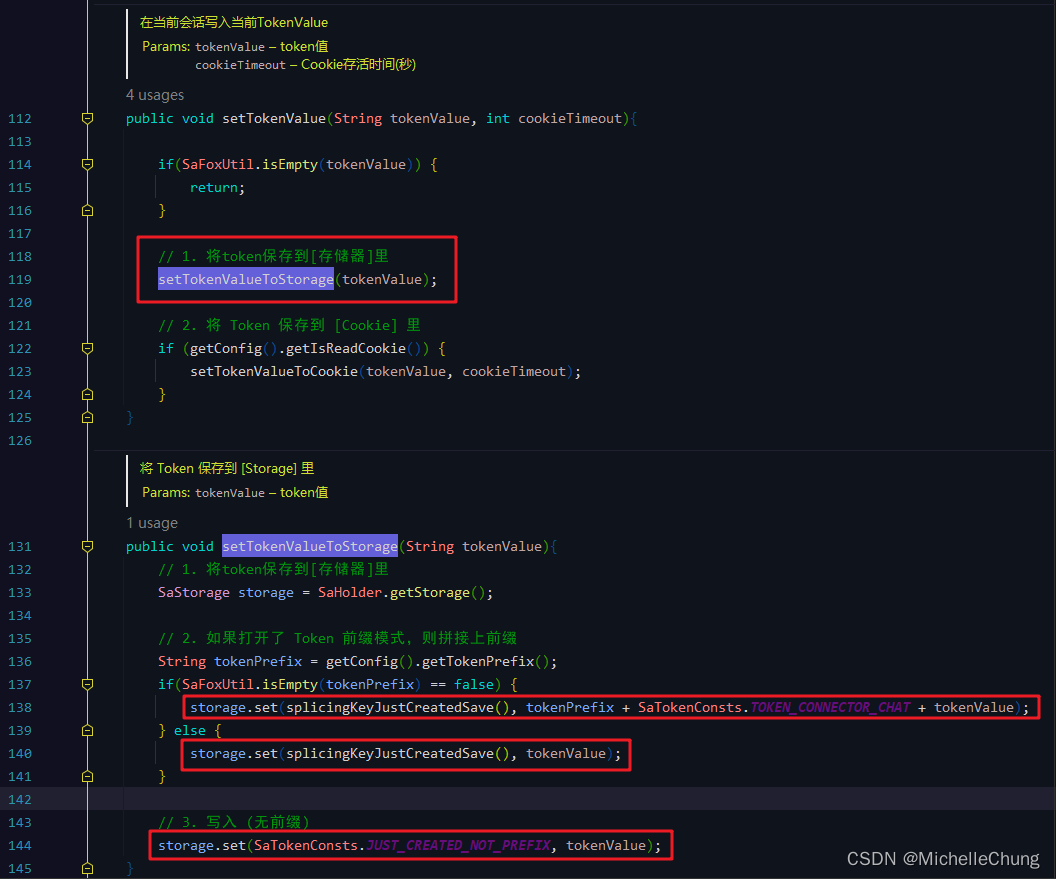 在当前会话写入当前TokenValue
Params: tokenValue – token值
cookieTimeout – Cookie存活时间(秒)
4 usages
112 public void setTokenValue(String tokenValue, int cookieTimeout){
113
114 if(SaFoxUtil.isEmpty(tokenValue)) {
115 return;
116 }
117
118 // 1. 将token保存到[存储器]里
119 setTokenValueToStorage(tokenValue);
120
121 // 2. 将 Token 保存到 [Cookie] 里
122 if (getConfig().getIsReadCookie()) {
123 setTokenValueToCookie(tokenValue, cookieTimeout);
124 }
125 }
126
将 Token 保存到 [Storage] 里
Params: tokenValue – token值
1 usage
131 public void setTokenValueToStorage(String tokenValue){
132 // 1. 将token保存到[存储器]里
133 SaStorage storage = SaHolder.getStorage();
134
135 // 2. 如果打开了 Token 前缀模式，则拼接上前缀
136 String tokenPrefix = getConfig().getTokenPrefix();
137 if(SaFoxUtil.isEmpty(tokenPrefix) == false) {
138 storage.set(splicingKeyJustCreatedSave(), tokenPrefix + SaTokenConsts.TOKEN_CONNECTOR_CHAT + tokenValue);
139 } else {
140 storage.set(splicingKeyJustCreatedSave(), tokenValue);
141 }
142
143 // 3. 写入 (无前缀)
144 storage.set(SaTokenConsts.JUST_CREATED_NOT_PREFIX, tokenValue);
145 }
CSDN @MichelleChung